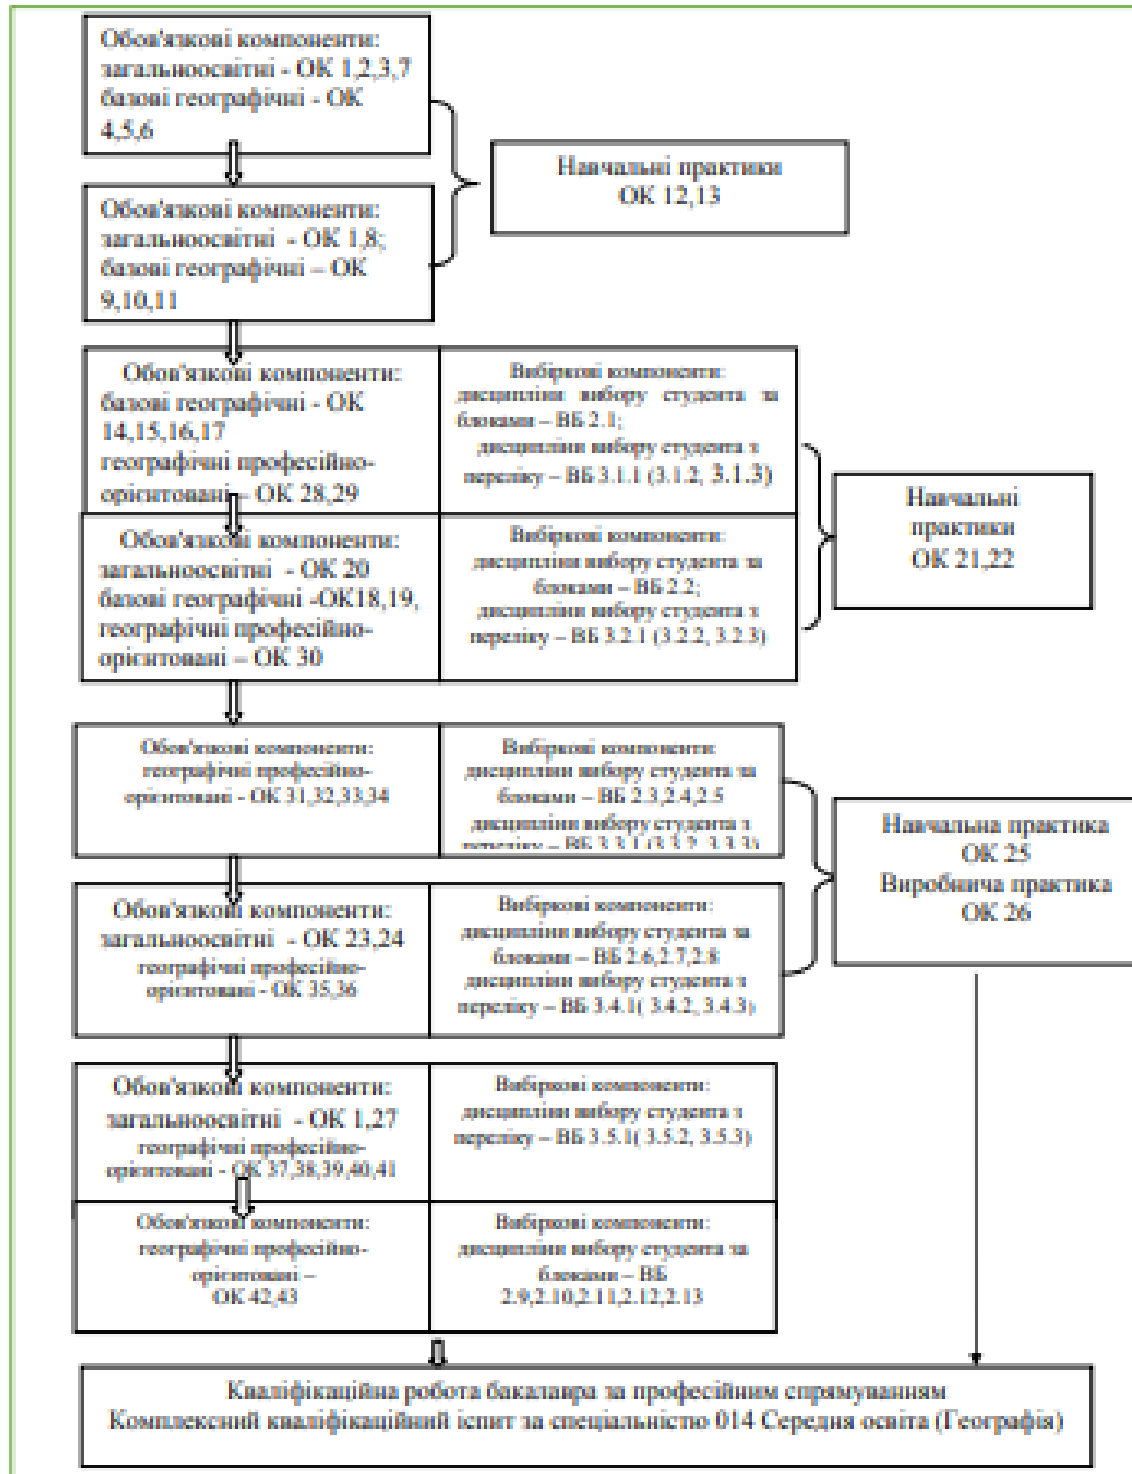 Обов'язкові компоненти:
загальноосвітні - ОК 1,2,3,7
базові географічні - ОК
4,5,6
Навчальні практики
ОК 12,13
Обов'язкові компоненти:
загальноосвітні - ОК 1,8;
базові географічні – ОК
9,10,11
Обов'язкові компоненти:
базові географічні - ОК
14,15,16,17
географічні професійно-
орієнтовані – ОК 28,29
Вибіркові компоненти:
дисципліни вибору студента за
блоками – ВБ 2.1;
дисципліни вибору студента з
переліку – ВБ 3.1.1 (3.1.2, 3.1.3)
Навчальні
практики
ОК 21,22
Обов'язкові компоненти:
загальноосвітні - ОК 20
базові географічні -ОК18,19,
географічні професійно-
орієнтовані – ОК 30
Вибіркові компоненти:
дисципліни вибору студента за
блоками – ВБ 2.2;
дисципліни вибору студента з
переліку – ВБ 3.2.1 (3.2.2, 3.2.3)
Обов'язкові компоненти:
географічні професійно-
орієнтовані - ОК 31,32,33,34
Вибіркові компоненти:
дисципліни вибору студента за
блоками – ВБ 2.3,2.4,2.5
дисципліни вибору студента з
переліку – ВБ 3.3.1 (3.3.2, 3.3.3)
Навчальна практика
ОК 25
Виробнича практика
ОК 26
Обов'язкові компоненти:
загальноосвітні - ОК 23,24
географічні професійно-
орієнтовані - ОК 35,36
Вибіркові компоненти:
дисципліни вибору студента за
блоками – ВБ 2.6,2.7,2.8
дисципліни вибору студента з
переліку – ВБ 3.4.1( 3.4.2, 3.4.3)
Обов'язкові компоненти:
загальноосвітні - ОК 1,27
географічні професійно-
орієнтовані - ОК 37,38,39,40,41
Вибіркові компоненти:
дисципліни вибору студента з
переліку – ВБ 3.5.1( 3.5.2, 3.5.3)
Обов'язкові компоненти:
географічні професійно-
орієнтовані –
ОК 42,43
Вибіркові компоненти:
дисципліни вибору студента за
блоками – ВБ
2.9,2.10,2.11,2.12,2.13
Кваліфікаційна робота бакалавра за професійним спрямуванням
Комплексний кваліфікаційний іспит за спеціальністю 014 Середня освіта (Географія)